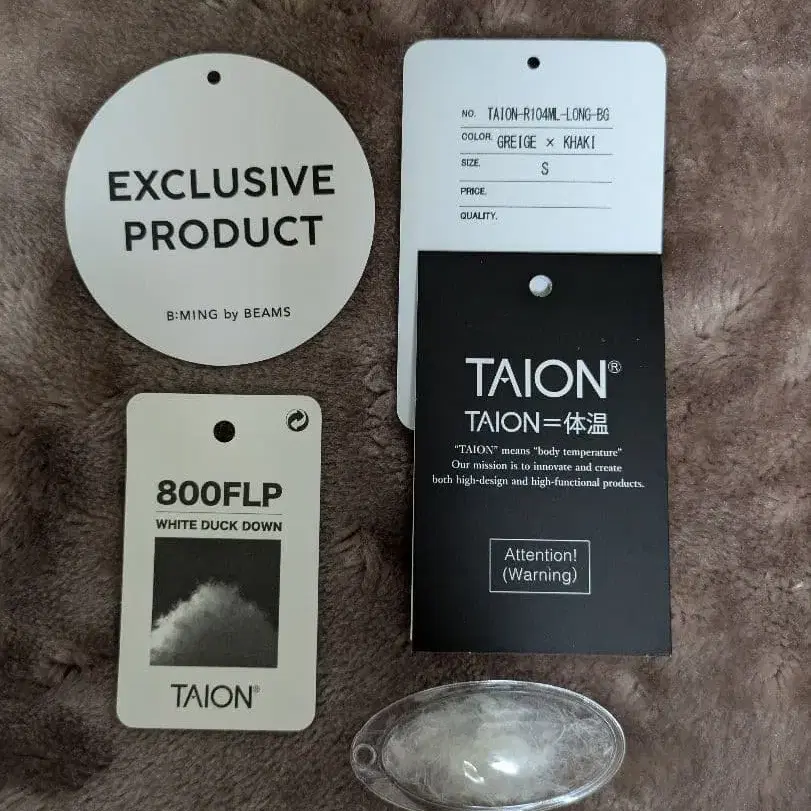 EXCLUSIVE
PRODUCT
B:MING by BEAMS
NO. TAION-R104ML-LONG-BG
COLOR. GREIGE × KHAKI
SIZE. S
PRICE.
QUALITY.
TAION®
TAION=体温
“TAION” means “body temperature”
Our mission is to innovate and create
both high-design and high-functional products.
Attention!
(Warning)
800FLP
WHITE DUCK DOWN
TAION®